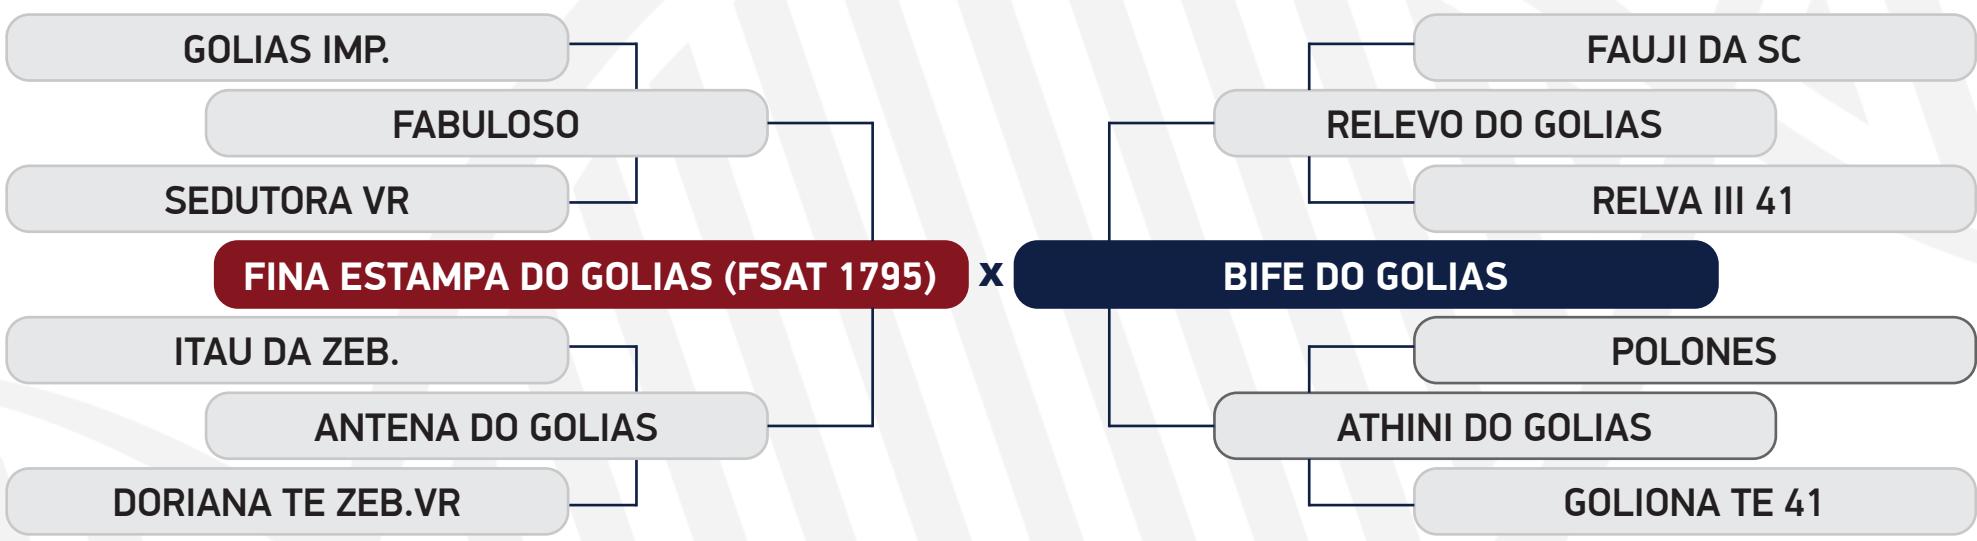 GOLIAS IMP.
FABULOSO
SEDUTORA VR
FINA ESTAMPA DO GOLIAS (FSAT 1795)
ITAU DA ZEB.
ANTENA DO GOLIAS
DORIANA TE ZEB.VR
x
FAUJI DA SC
RELEVO DO GOLIAS
RELVA III 41
BIFE DO GOLIAS
POLONES
ATHINI DO GOLIAS
GOLIONA TE 41